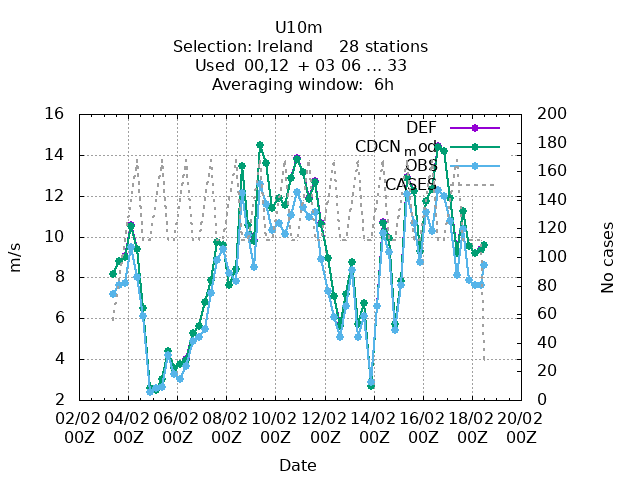 U10m
Selection: Ireland     28 stations
Used  00,12  + 03 06 ... 33
Averaging window:  6h
16
14
12
10
8
6
4
2
m/s
200
180
160
140
120
100
80
60
40
20
0
No cases
DEF
CDCN_mod
OBS
CASES
02/02 04/02 06/02 08/02 10/02 12/02 14/02 16/02 18/02 20/02
00Z 00Z 00Z 00Z 00Z 00Z 00Z 00Z 00Z 00Z
Date